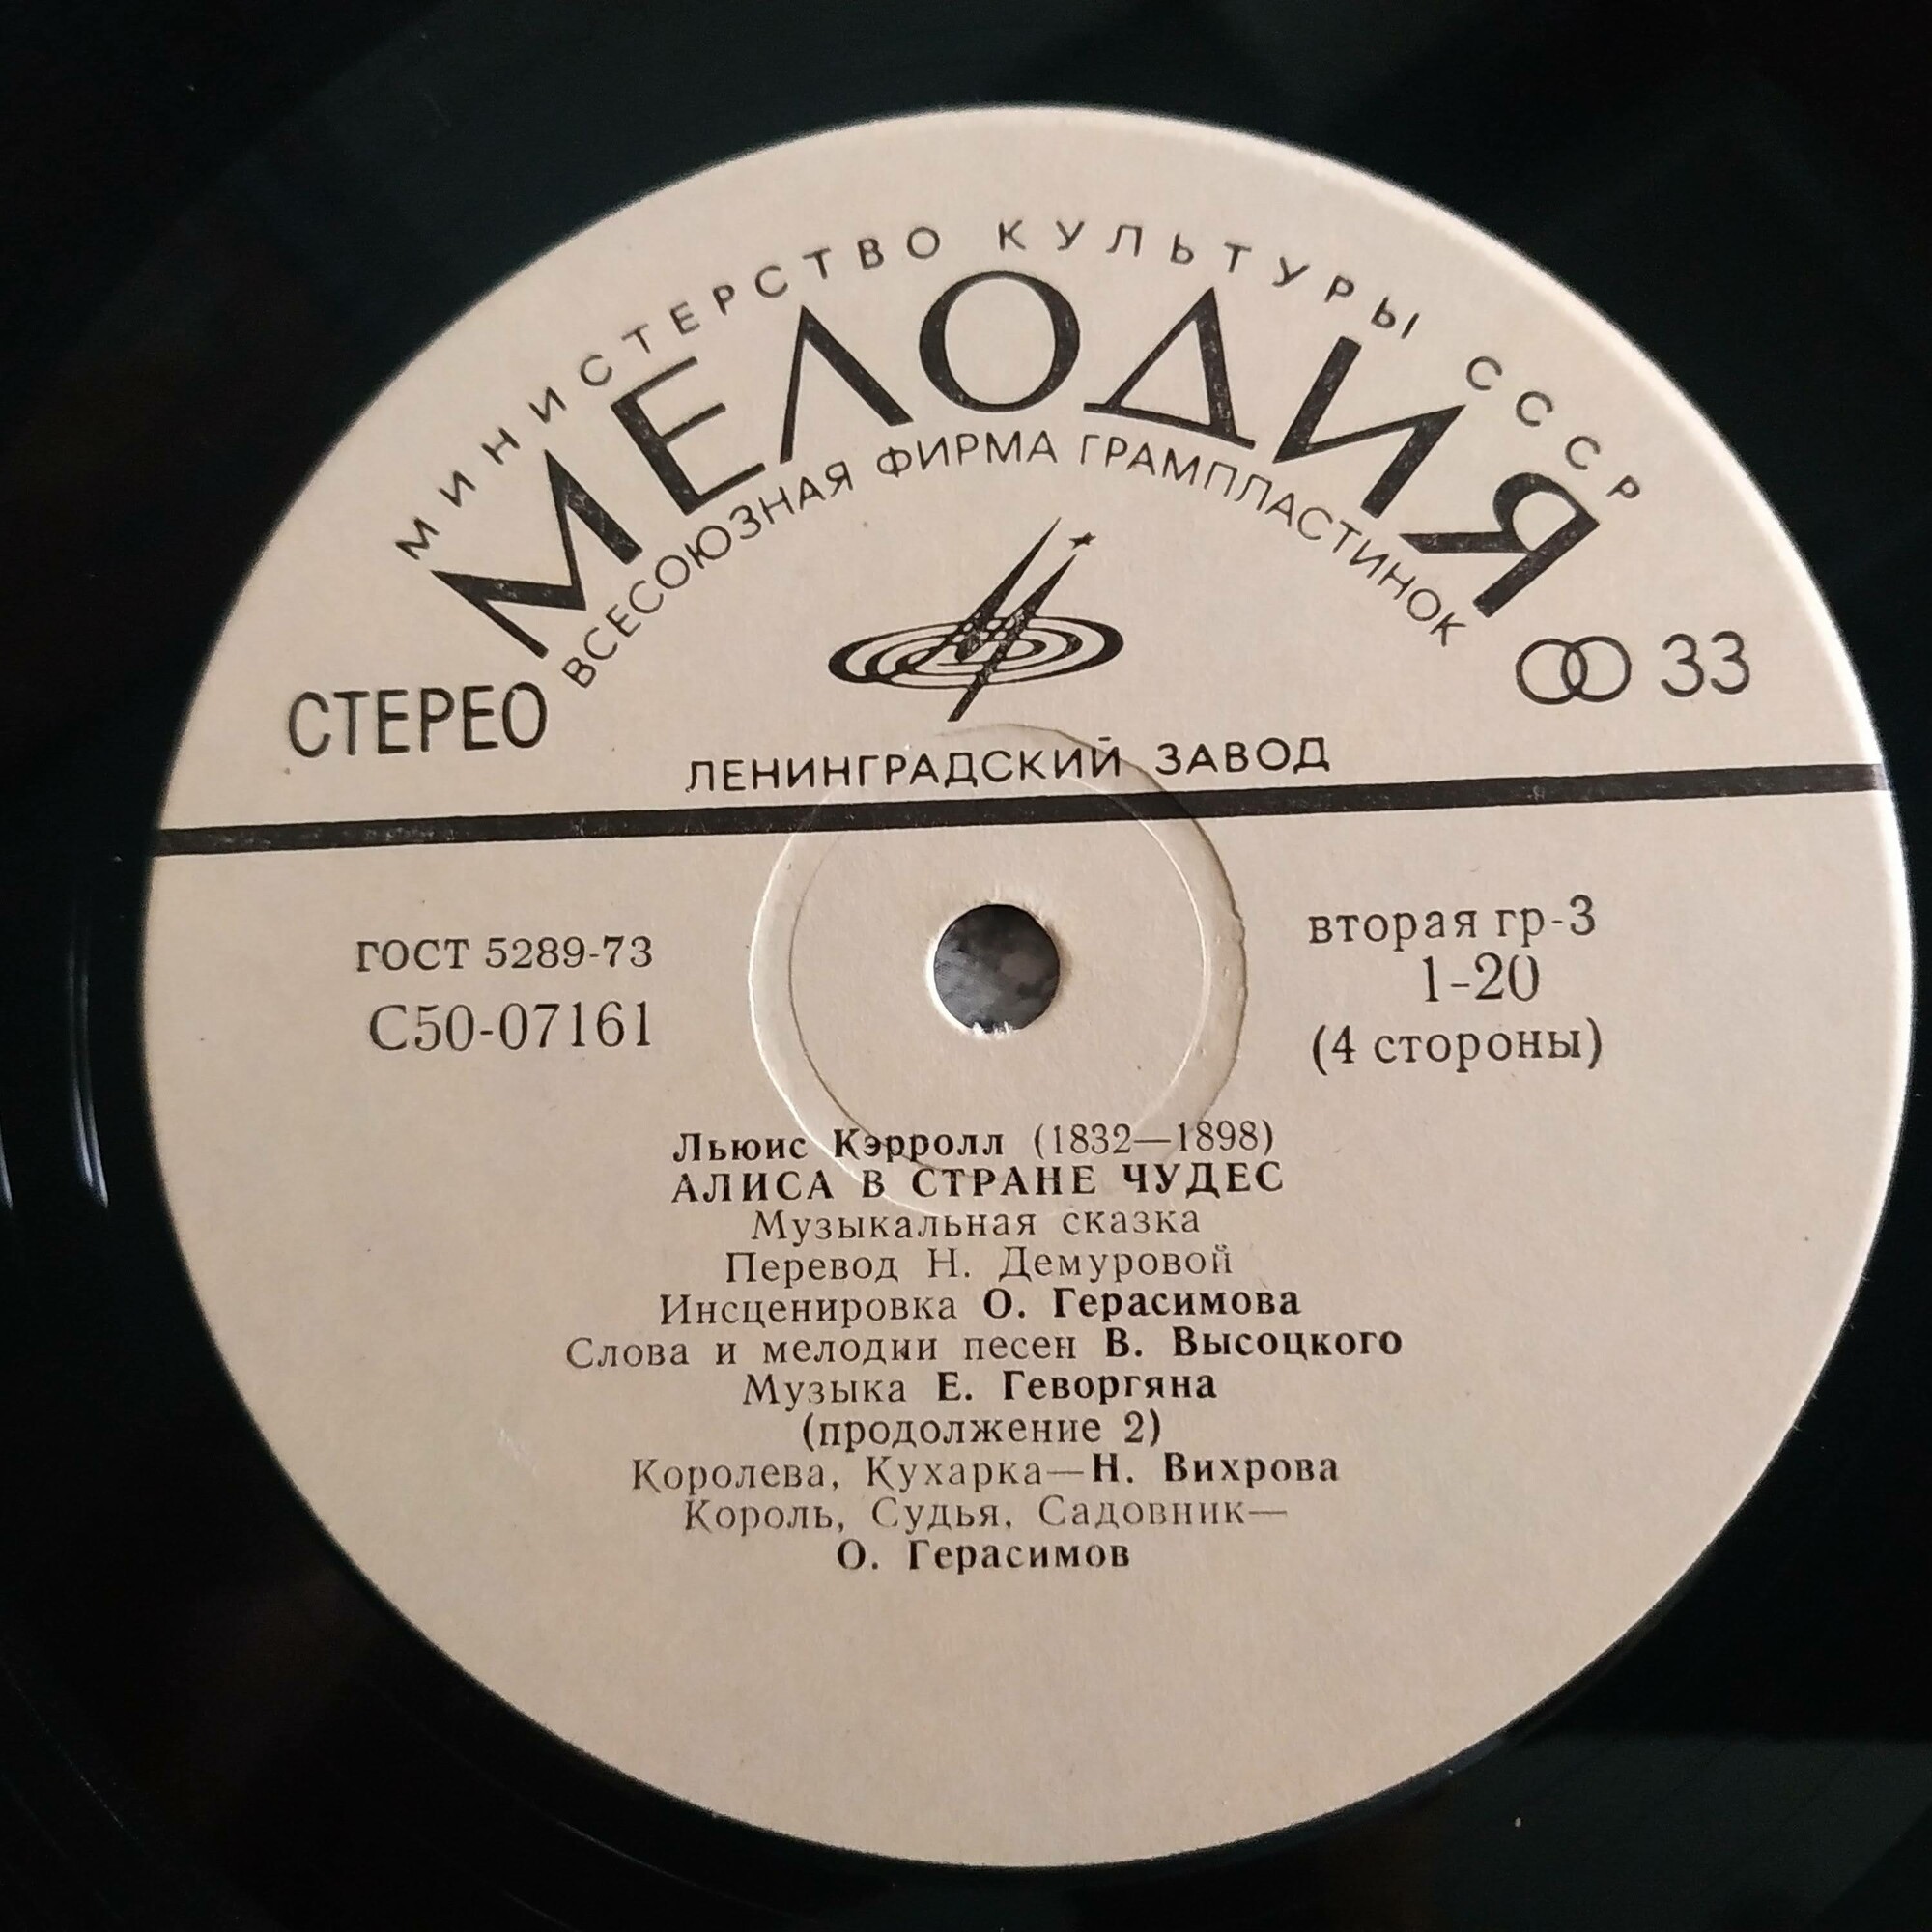 МИНИСТЕРСТВО КУЛЬТУРЫ СССР
МЕЛОДИЯ
ВСЕСОЮЗНАЯ ФИРМА ГРАМПЛАСТИНОК
СТЕРЕО
33
ЛЕНИНГРАДСКИЙ ЗАВОД
ГОСТ 5289-73
С50-07161
вторая гр-3
1-20
(4 стороны)
Льюис Кэрролл (1832—1898)
АЛИСА В СТРАНЕ ЧУДЕС
Музыкальная сказка
Перевод Н. Демуровой
Инсценировка О. Герасимова
Слова и мелодии песен В. Высоцкого
Музыка Е. Геворгяна
(продолжение 2)
Королева, Кухарка—Н. Вихрова
Король, Судья, Садовник—
О. Герасимов